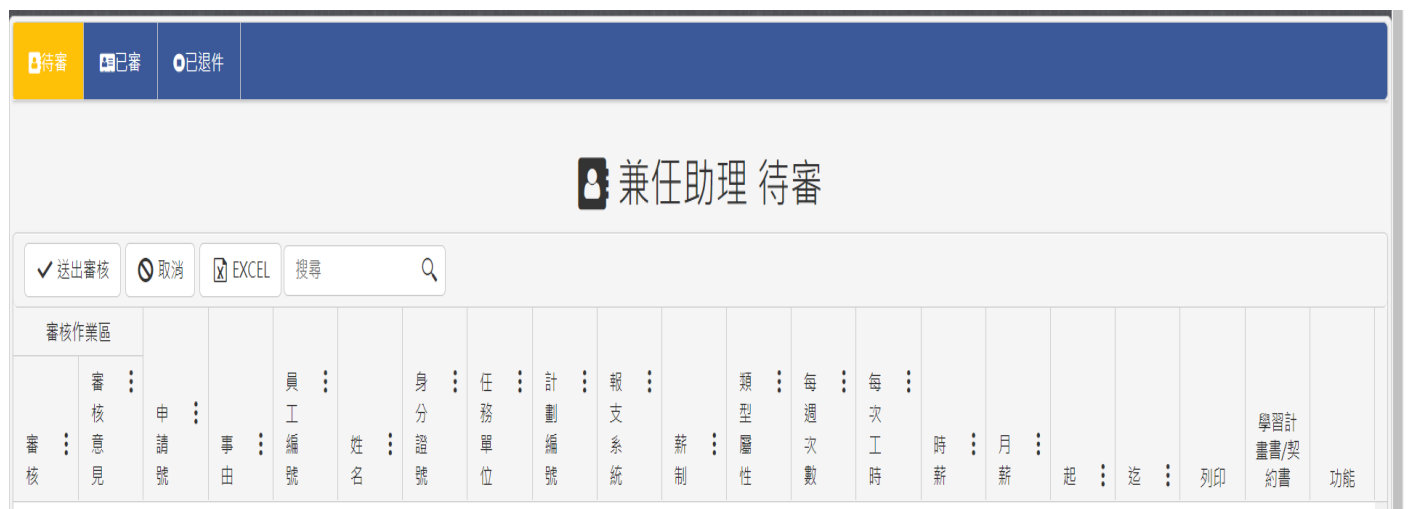 待審 已審 已退件
兼任助理 待審
送出審核 取消 EXCEL 搜尋
審核作業區
審核
審核意見
申請號
事由
員工編號
姓名
身分證號
任務單位
計劃編號
報支系統
薪制
類型屬性
每週次數
每次工時
時薪
月薪
起
迄
列印
學習計
畫書/契
約書
功能